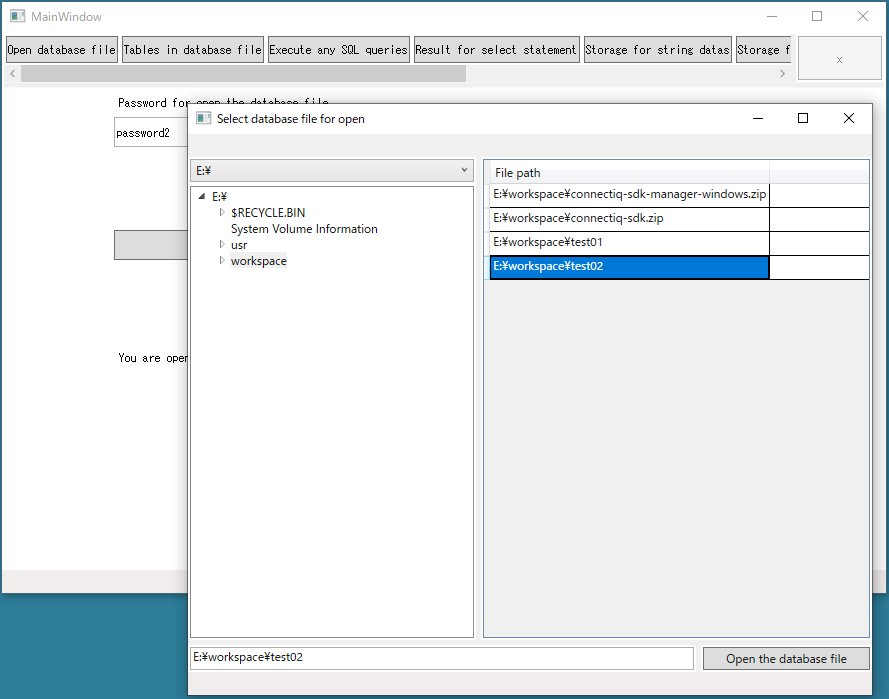 MainWindow
Open database file
Tables in database file
Execute any SQL queries
Result for select statement
Storage for string datas
Storage f
x
Password for open the database file
password2
Select database file for open
E:¥
File path
E:¥
$RECYCLE.BIN
System Volume Information
usr
workspace
E:¥workspace¥connectiq-sdk-manager-windows.zip
E:¥workspace¥connectiq-sdk.zip
E:¥workspace¥test01
E:¥workspace¥test02
You are oper
E:¥workspace¥test02
Open the database file